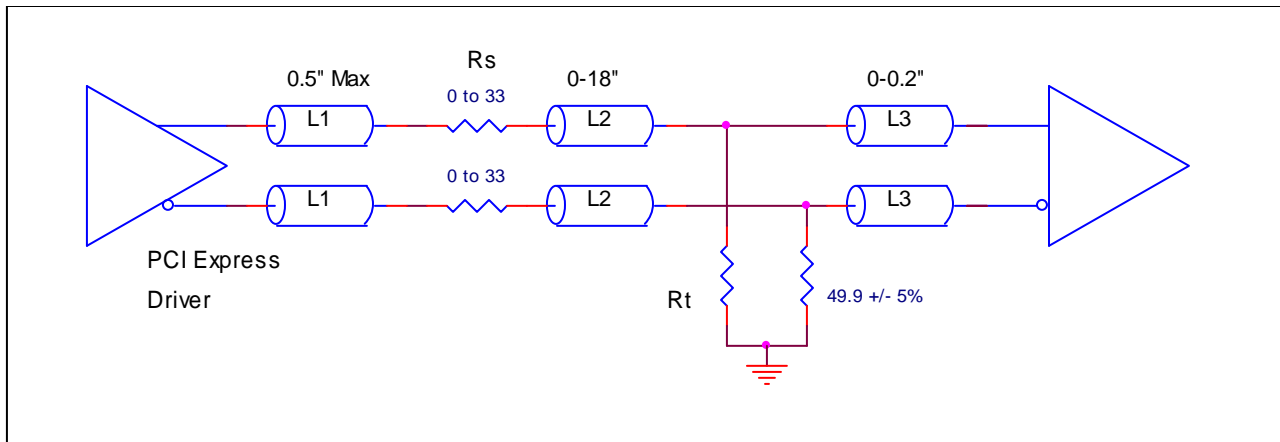 Rs
0.5" Max
0-18"
0-0.2"
0 to 33
L1
L2
L3
0 to 33
L1
L2
L3
PCI Express
Driver
Rt
49.9 +/- 5%